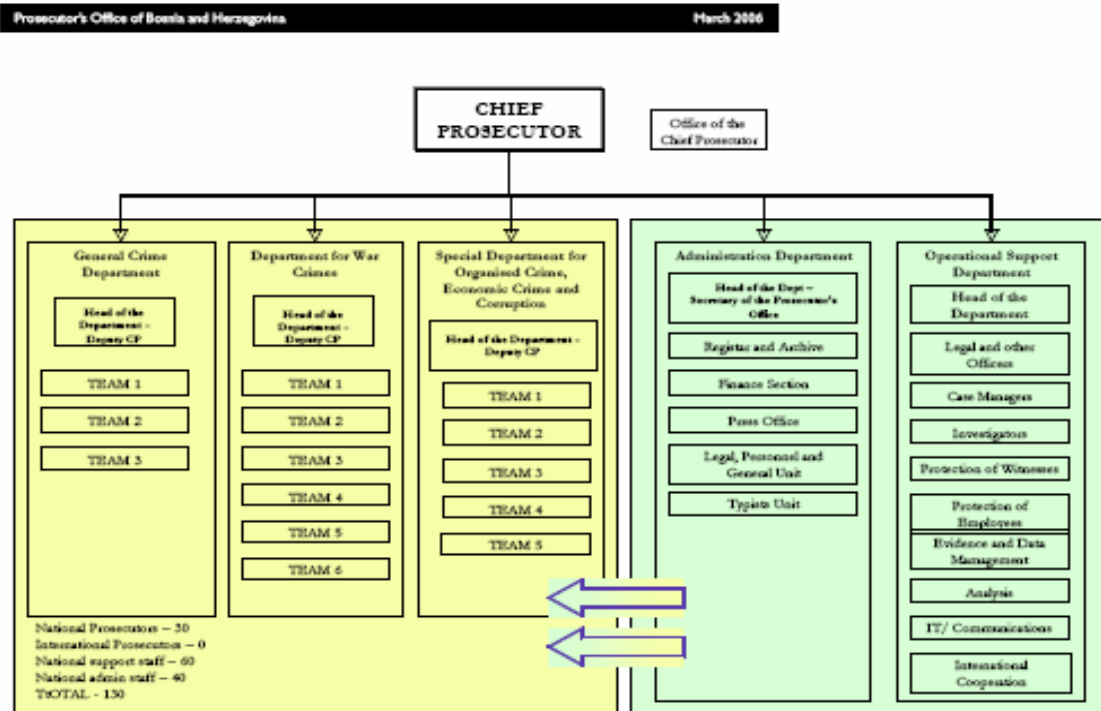 Prosecutor's Office of Bosnia and Herzegovina March 2006
CHIEF
PROSECUTOR
Office of the
Chief Prosecutor
General Crime
Department
Head of the
Department -
Deputy CP
TEAM 1
TEAM 2
TEAM 3
Department for War
Crimes
Head of the
Department -
Deputy CP
TEAM 1
TEAM 2
TEAM 3
TEAM 4
TEAM 5
TEAM 6
Special Department for
Organised Crime,
Economic Crime and
Corruption
Head of the Department -
Deputy CP
TEAM 1
TEAM 2
TEAM 3
TEAM 4
TEAM 5
Administration Department
Head of the Dept –
Secretary of the Prosecutor's
Office
Registar and Archive
Finance Section
Press Office
Legal, Personnel and
General Unit
Typists Unit
Operational Support
Department
Head of the
Department
Legal and other
Officers
Case Managers
Investigators
Protection of Witnesses
Protection of
Employees
Evidence and Data
Management
Analysis
IT/ Communications
International
Cooperation
National Prosecutors – 30
International Prosecutors – 0
National support staff – 60
National admin staff – 40
TtOTAL - 130